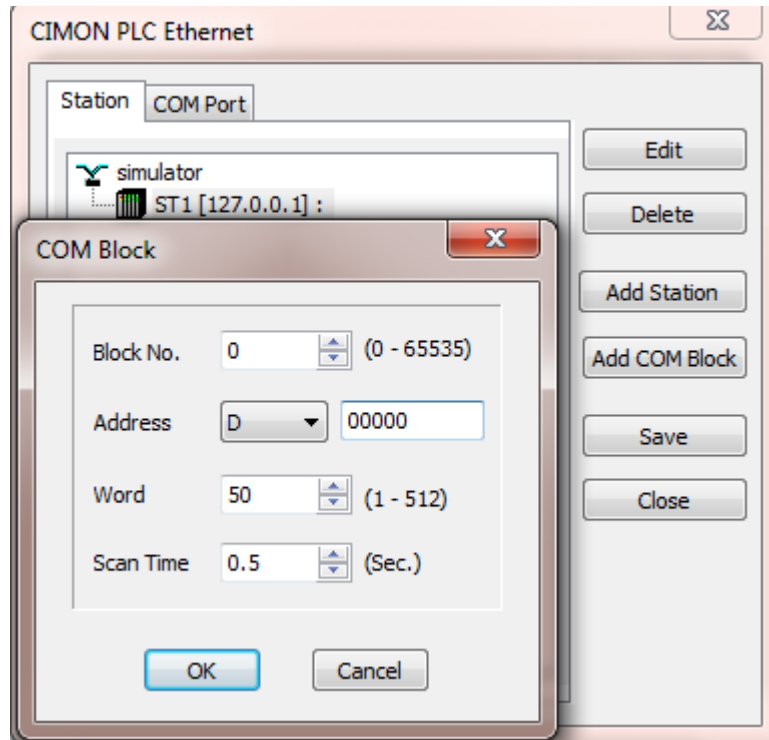 CIMON PLC Ethernet
Station COM Port
simulator
ST1 [127.0.0.1] :
Edit
Delete
Add Station
Add COM Block
Save
Close
COM Block
Block No. 0 (0 - 65535)
Address D 00000
Word 50 (1 - 512)
Scan Time 0.5 (Sec.)
OK Cancel